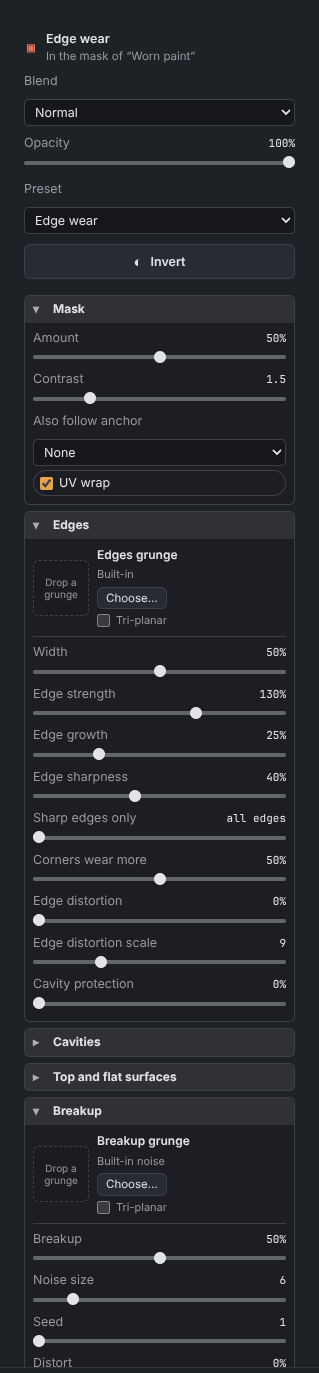 Edge wear
In the mask of “Worn paint”
Blend
Normal
Opacity 100%
Preset
Edge wear
Invert
Mask
Amount 50%
Contrast 1.5
Also follow anchor
None
UV wrap
Edges
Drop a
grunge
Edges grunge
Built-in
Choose...
Tri-planar
Width 50%
Edge strength 130%
Edge growth 25%
Edge sharpness 40%
Sharp edges only all edges
Corners wear more 50%
Edge distortion 0%
Edge distortion scale 9
Cavity protection 0%
Cavities
Top and flat surfaces
Breakup
Drop a
grunge
Breakup grunge
Built-in noise
Choose...
Tri-planar
Breakup 50%
Noise size 6
Seed 1
Distort 0%